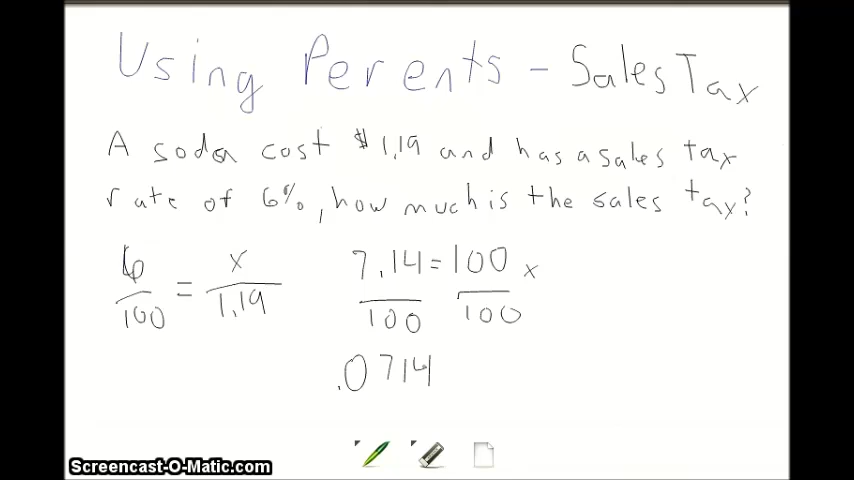 Using Perents - Sales Tax
A soda cost $1.19 and has a sales tax
rate of 6%, how much is the sales tax?
6/100 = x/1.19
7.14/100 = 100x/100
.0714
Screencast-O-Matic.com